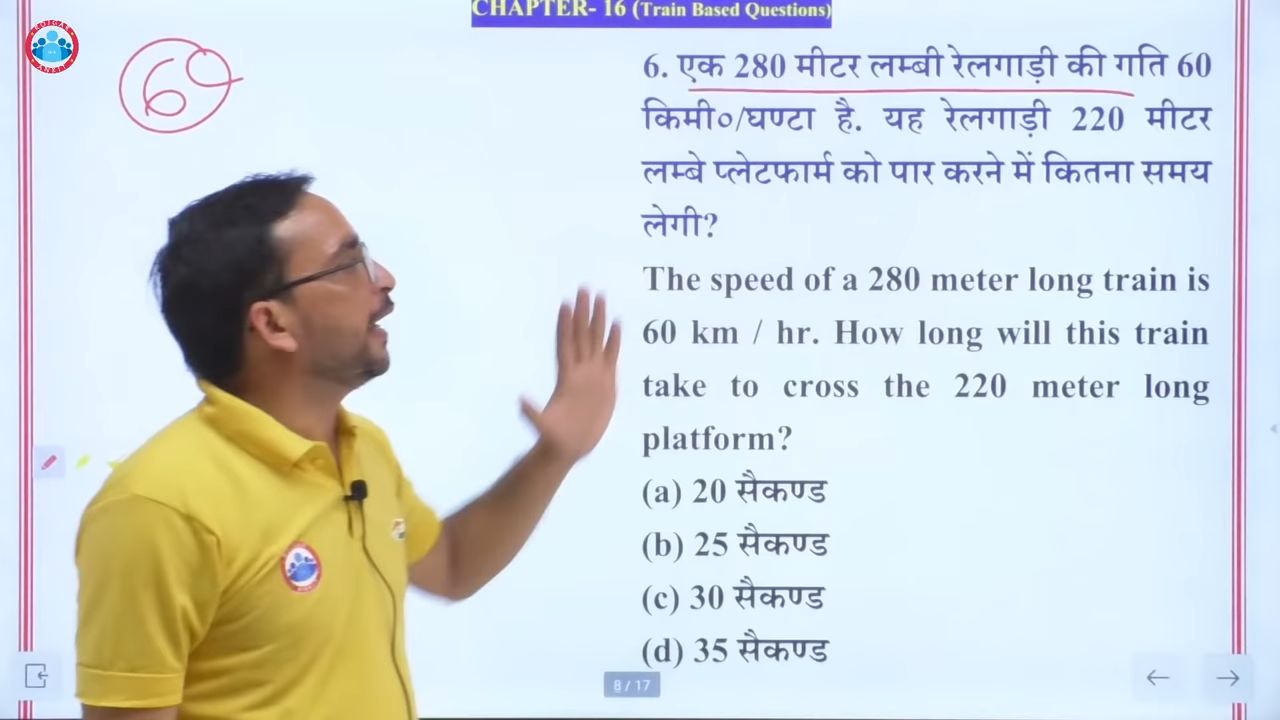 CHAPTER- 16 (Train Based Questions)
ROJGAR
ANKIT
60
6. एक 280 मीटर लम्बी रेलगाड़ी की गति 60
किमी०/घण्टा है. यह रेलगाड़ी 220 मीटर
लम्बे प्लेटफार्म को पार करने में कितना समय
लेगी?
The speed of a 280 meter long train is
60 km / hr. How long will this train
take to cross the 220 meter long
platform?
(a) 20 सैकण्ड
(b) 25 सैकण्ड
(c) 30 सैकण्ड
(d) 35 सैकण्ड
8 / 17